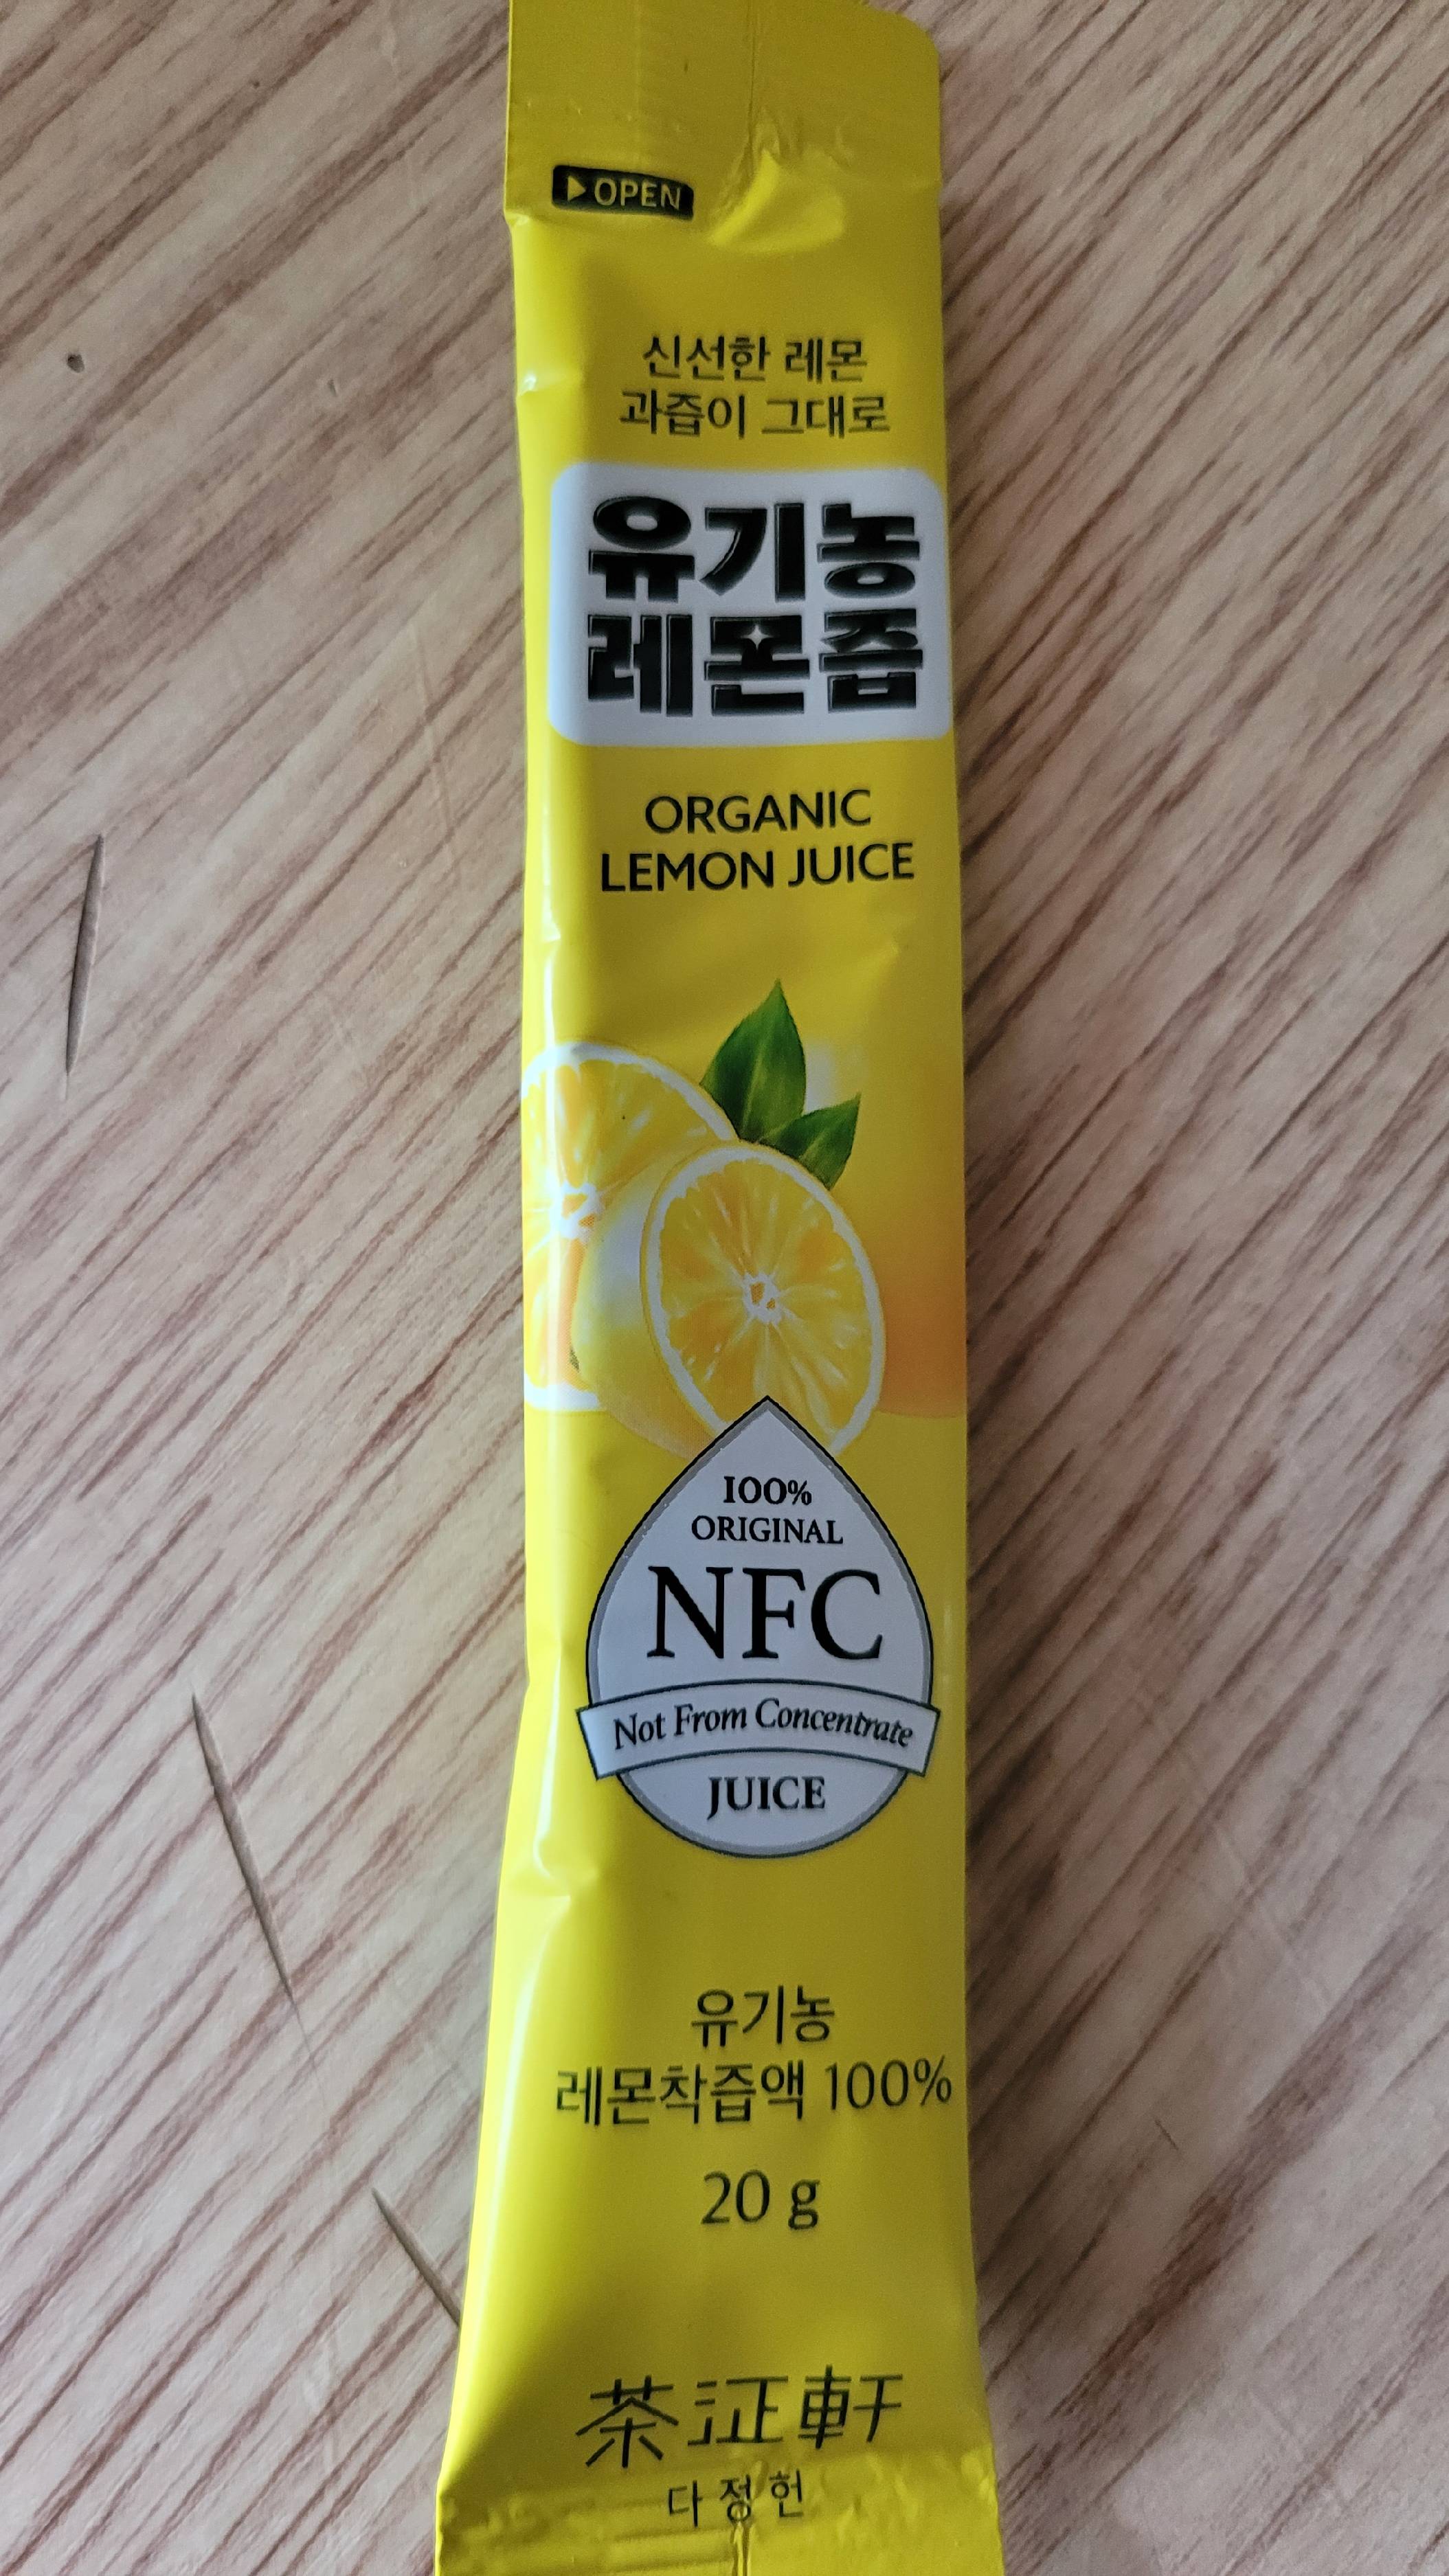 ▶OPEN
신선한 레몬
과즙이 그대로
유기농
레몬즙
ORGANIC
LEMON JUICE
100%
ORIGINAL
NFC
Not From Concentrate
JUICE
유기농
레몬착즙액 100%
20 g
茶証軒
다정헌